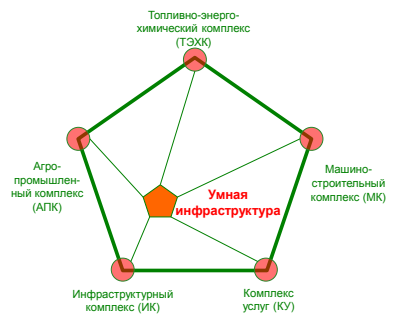 Топливно-энерго-
химический комплекс
(ТЭХК)
Агро-
промышлен-
ный комплекс
(АПК)
Умная
инфраструктура
Машино-
строительный
комплекс (МК)
Инфраструктурный
комплекс (ИК)
Комплекс
услуг (КУ)